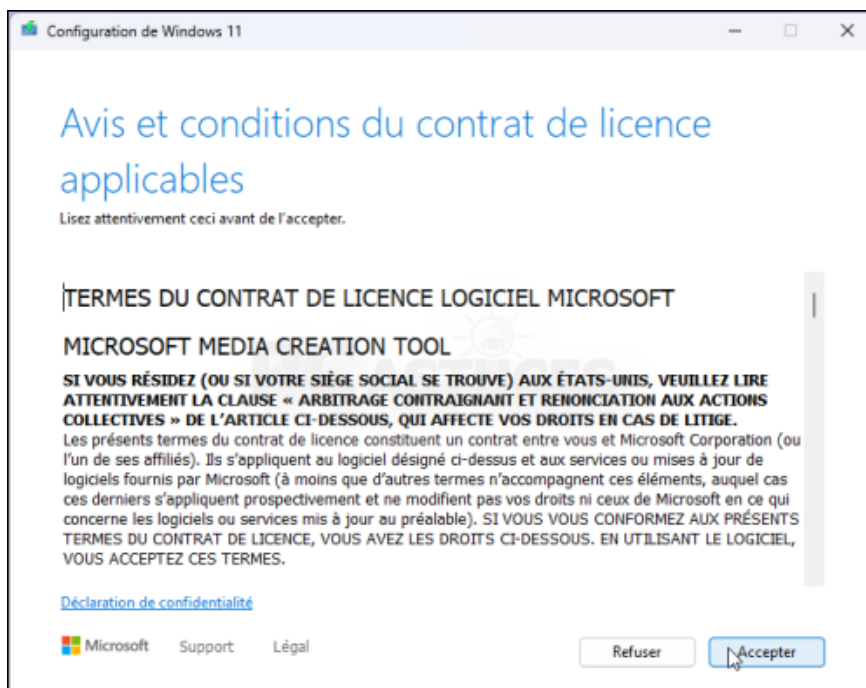 Configuration de Windows 11
Avis et conditions du contrat de licence
applicables
Lisez attentivement ceci avant de l'accepter.
TERMES DU CONTRAT DE LICENCE LOGICIEL MICROSOFT
MICROSOFT MEDIA CREATION TOOL
SI VOUS RÉSIDEZ (OU SI VOTRE SIÈGE SOCIAL SE TROUVE) AUX ÉTATS-UNIS, VEUILLEZ LIRE
ATTENTIVEMENT LA CLAUSE « ARBITRAGE CONTRAIGNANT ET RENONCIATION AUX ACTIONS
COLLECTIVES » DE L'ARTICLE CI-DESSOUS, QUI AFFECTE VOS DROITS EN CAS DE LITIGE.
Les présents termes du contrat de licence constituent un contrat entre vous et Microsoft Corporation (ou
l'un de ses affiliés). Ils s'appliquent au logiciel désigné ci-dessus et aux services ou mises à jour de
logiciels fournis par Microsoft (à moins que d'autres termes n'accompagnent ces éléments, auquel cas
ces derniers s'appliquent prospectivement et ne modifient pas vos droits ni ceux de Microsoft en ce qui
concerne les logiciels ou services mis à jour au préalable). SI VOUS VOUS CONFORMEZ AUX PRÉSENTS
TERMES DU CONTRAT DE LICENCE, VOUS AVEZ LES DROITS CI-DESSOUS. EN UTILISANT LE LOGICIEL,
VOUS ACCEPTEZ CES TERMES.
Déclaration de confidentialité
Microsoft Support Légal Refuser Accepter